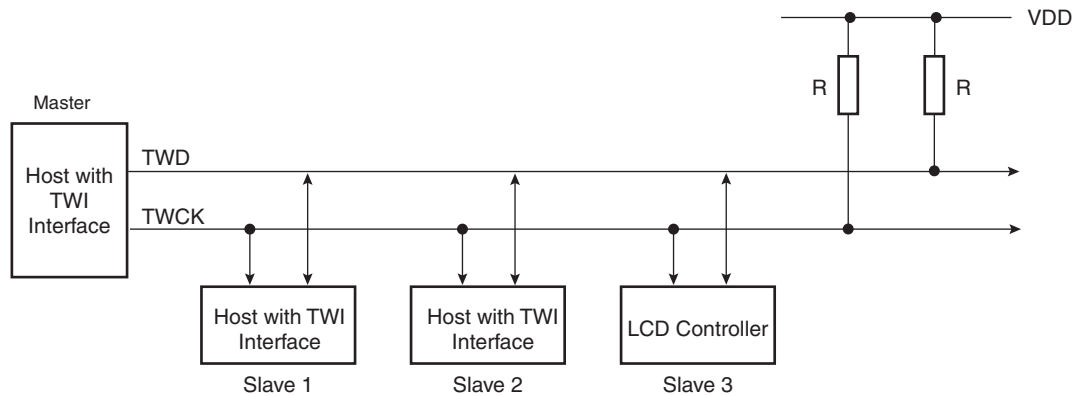 VDD
R
R
Master
Host with
TWI
Interface
TWD
TWCK
Host with TWI
Interface
Host with TWI
Interface
LCD Controller
Slave 1
Slave 2
Slave 3